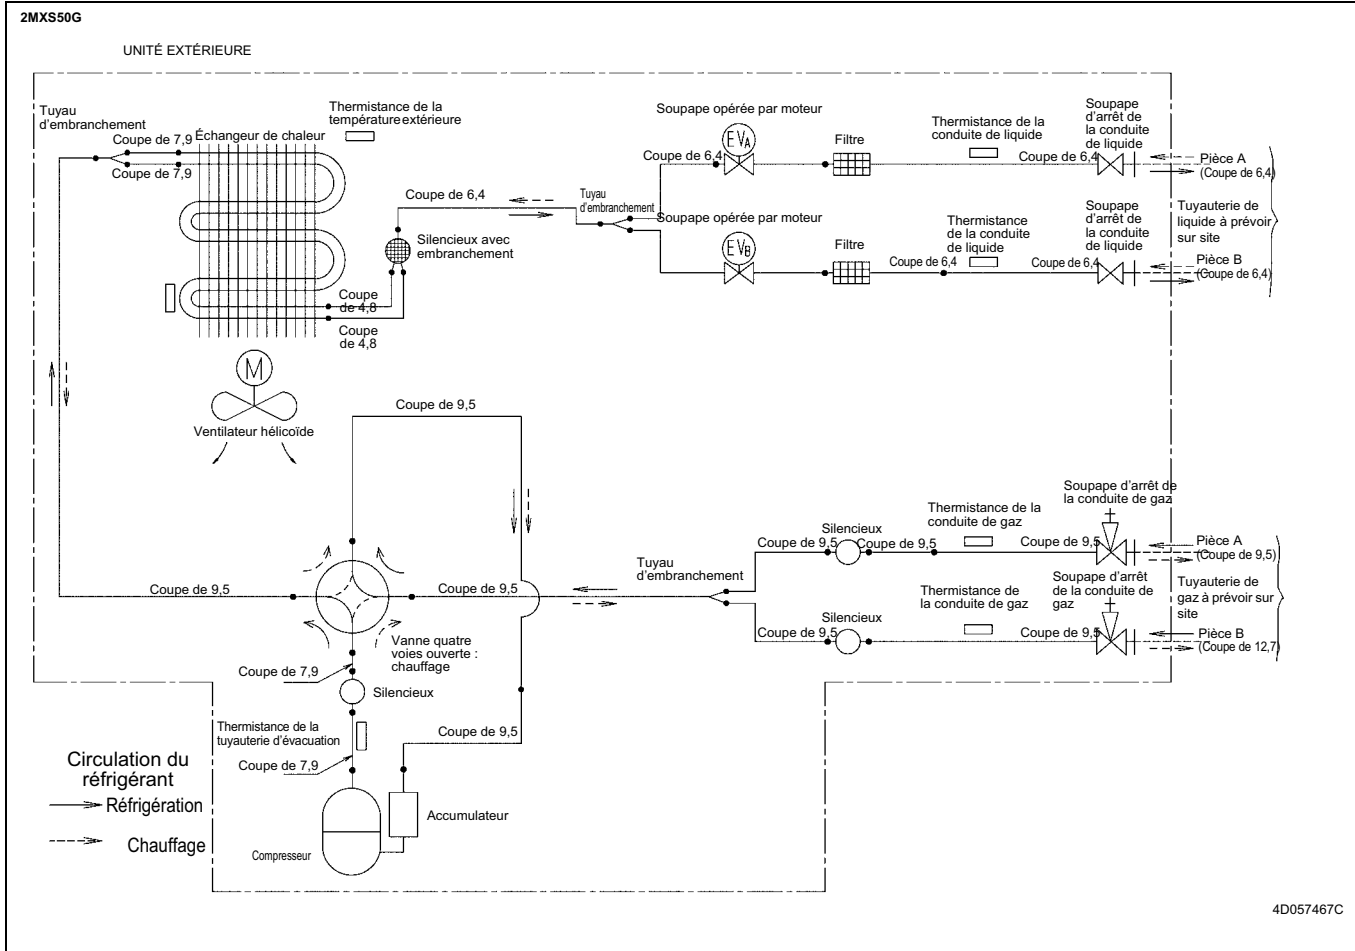 2MXS50G
UNITÉ EXTÉRIEURE
Tuyau
d'embranchement
Coupe de 7,9
Coupe de 7,9
Échangeur de chaleur
Thermistance de la
température extérieure
Coupe de 6,4
Silencieux avec
embranchement
Coupe
de 4,8
Coupe
de 4,8
M
Ventilateur hélicoïde
Tuyau
d'embranchement
Soupape opérée par moteur
EVA
Coupe de 6,4
Filtre
Thermistance de la
conduite de liquide
Coupe de 6,4
Soupape
d'arrêt de
la conduite
de liquide
Pièce A
(Coupe de 6,4)
Soupape opérée par moteur
EVB
Filtre
Coupe de 6,4
Thermistance
de la conduite
de liquide
Coupe de 6,4
Soupape
d'arrêt de
la conduite
de liquide
Pièce B
(Coupe de 6,4)
Tuyauterie de
liquide à prévoir
sur site
Coupe de 9,5
Coupe de 9,5
Coupe de 9,5
Vanne quatre
voies ouverte :
chauffage
Coupe de 7,9
Silencieux
Thermistance de la
tuyauterie d'évacuation
Coupe de 7,9
Coupe de 9,5
Accumulateur
Compresseur
Tuyau
d'embranchement
Coupe de 9,5
Silencieux
Coupe de 9,5
Thermistance de la
conduite de gaz
Coupe de 9,5
Soupape d'arrêt de
la conduite de gaz
Pièce A
(Coupe de 9,5)
Coupe de 9,5
Silencieux
Thermistance de
la conduite de gaz
Coupe de 9,5
Soupape d'arrêt
de la conduite de
gaz
Pièce B
(Coupe de 12,7)
Tuyauterie de
gaz à prévoir sur
site
Circulation du
réfrigérant
Réfrigération
Chauffage
4D057467C